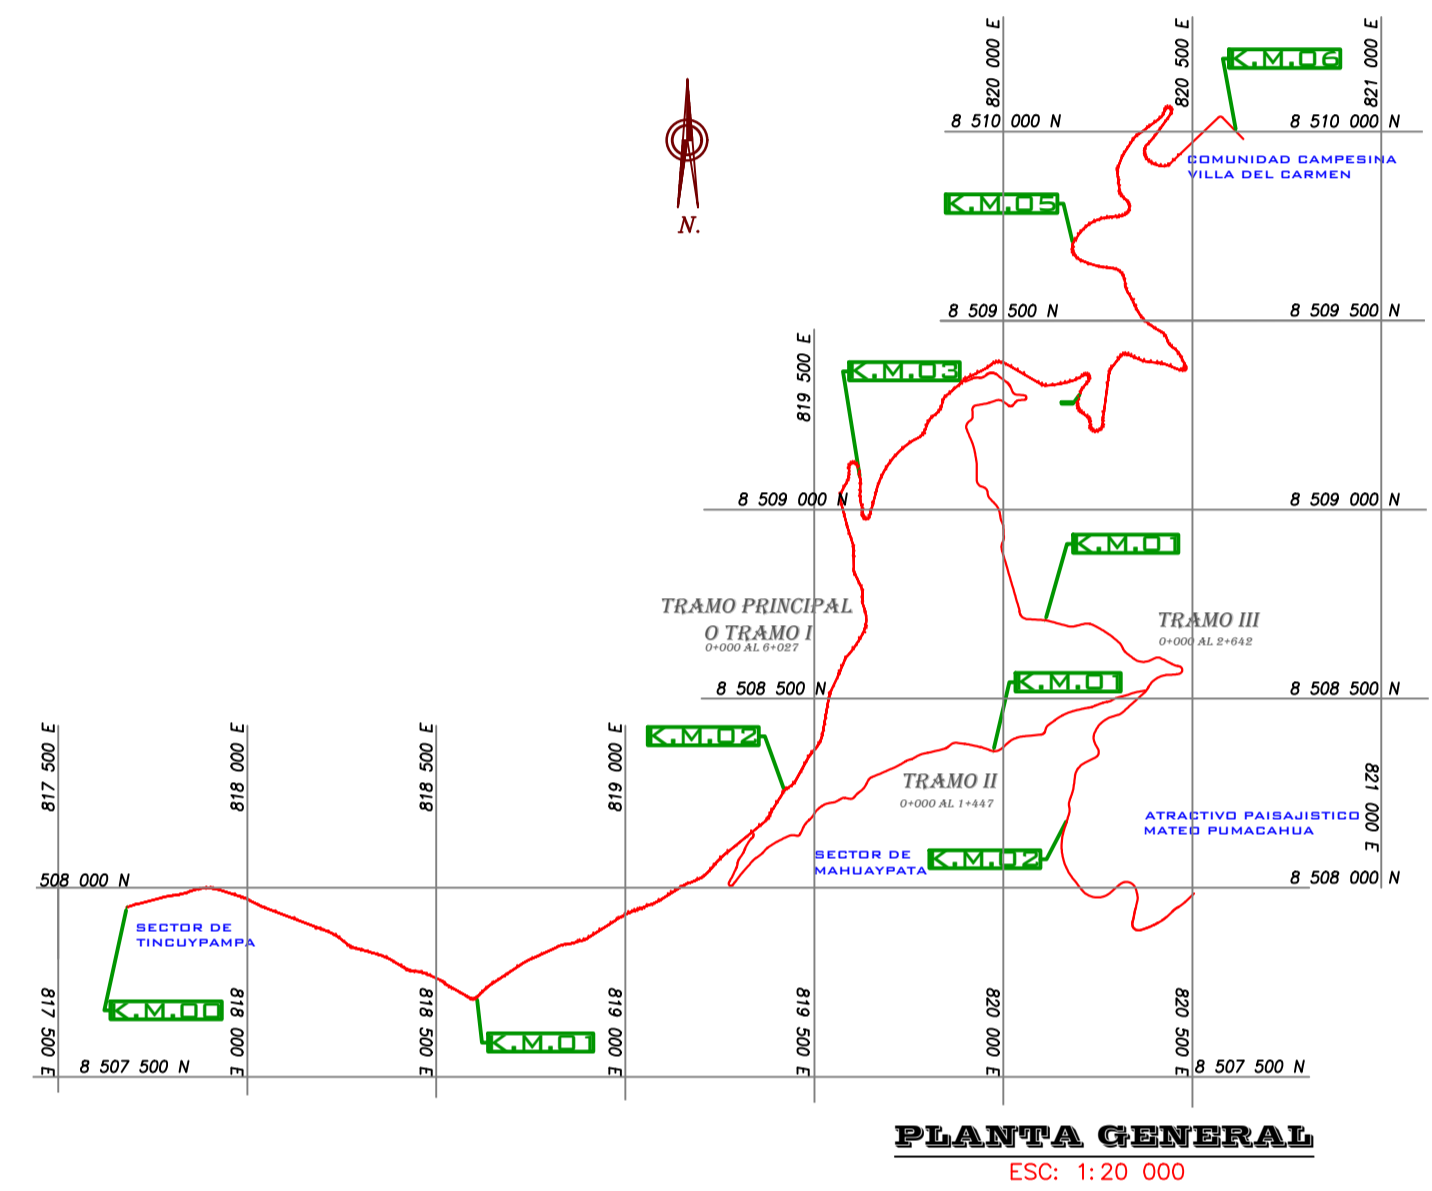 820 000 E
820 500 E
821 000 E
K.M.06
8 510 000 N
8 510 000 N
COMUNIDAD CAMPESINA
VILLA DEL CARMEN
K.M.05
N.
8 509 500 N
8 509 500 N
819 500 E
K.M.03
8 509 000 N
8 509 000 N
K.M.01
TRAMO PRINCIPAL
O TRAMO I
0+000 AL 6+027
TRAMO III
0+000 AL 2+642
K.M.01
8 508 500 N
8 508 500 N
817 500 E
818 000 E
818 500 E
819 000 E
K.M.02
TRAMO II
0+000 AL 1+447
821 000 E
ATRACTIVO PAISAJISTICO
MATEO PUMACAHUA
SECTOR DE
MAHUAYPATA
K.M.02
508 000 N
8 508 000 N
SECTOR DE
TINCUYPAMPA
K.M.00
K.M.01
817 500 E
818 000 E
818 500 E
819 000 E
819 500 E
820 000 E
820 500 E
8 507 500 N
8 507 500 N
PLANTA GENERAL
ESC: 1:20 000